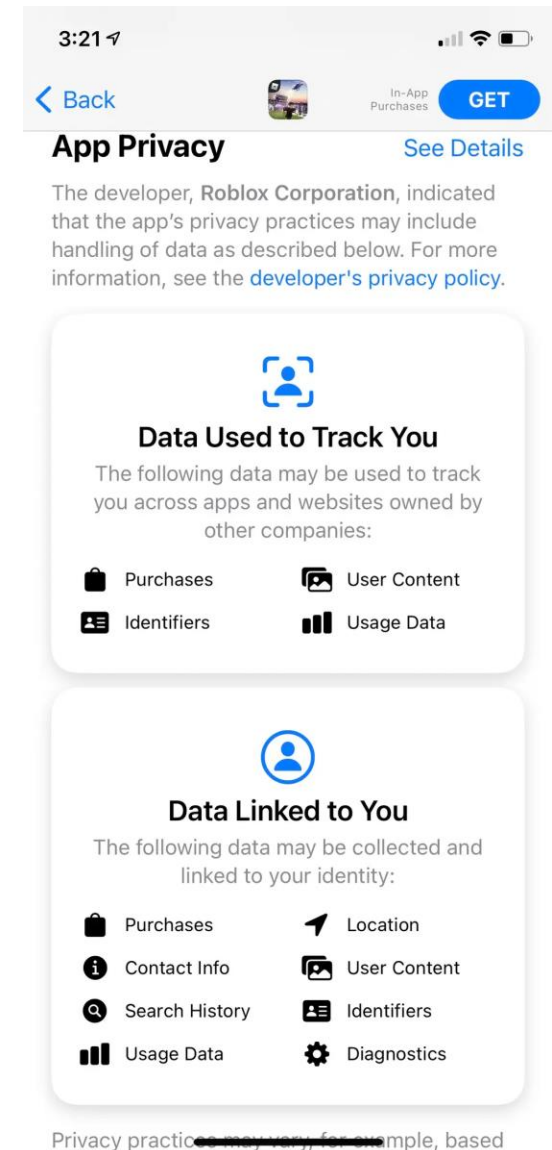 3:21
Back
In-App
Purchases
GET
App Privacy
See Details
The developer, Roblox Corporation, indicated
that the app's privacy practices may include
handling of data as described below. For more
information, see the developer's privacy policy.
Data Used to Track You
The following data may be used to track
you across apps and websites owned by
other companies:
Purchases
User Content
Identifiers
Usage Data
Data Linked to You
The following data may be collected and
linked to your identity:
Purchases
Location
Contact Info
User Content
Search History
Identifiers
Usage Data
Diagnostics
Privacy practices may vary, for example, based